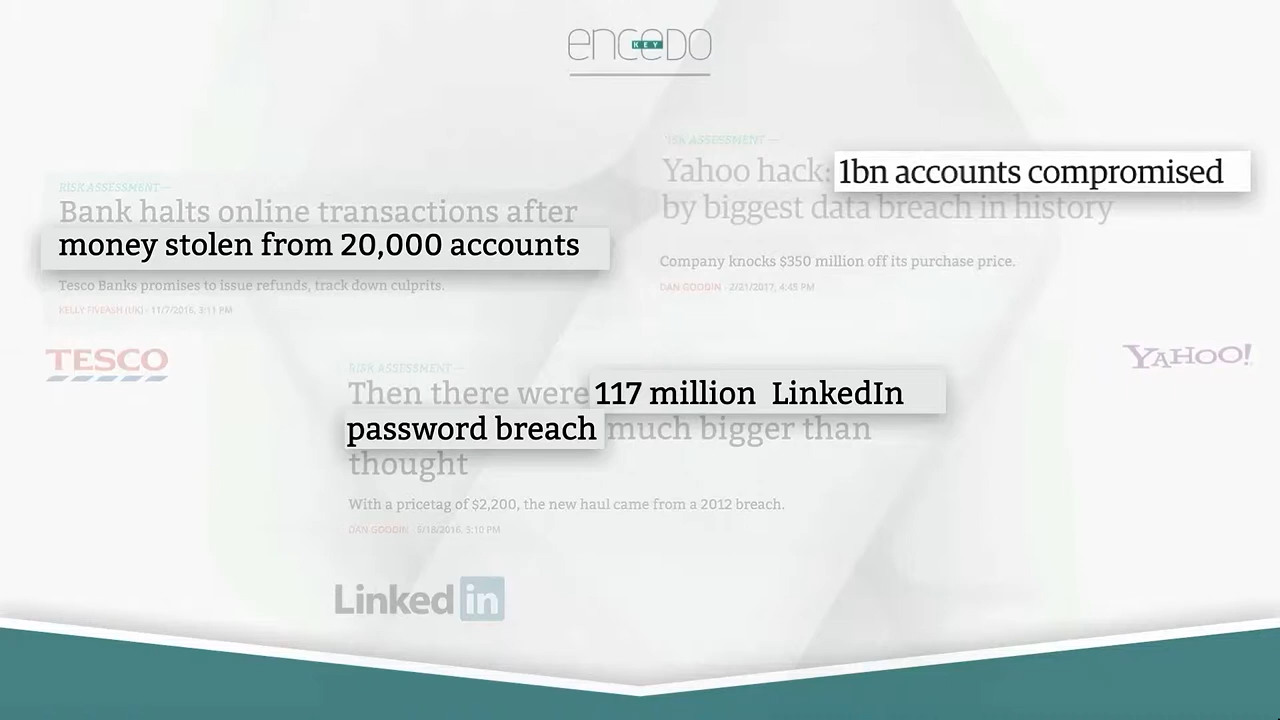 encedo
KEY
RISK ASSESSMENT —
Bank halts online transactions after
money stolen from 20,000 accounts
Tesco Banks promises to issue refunds, track down culprits.
KELLY FIVEASH (UK) - 11/7/2016, 3:11 PM
TESCO
RISK ASSESSMENT —
Yahoo hack: 1bn accounts compromised
by biggest data breach in history
Company knocks $350 million off its purchase price.
DAN GOODIN - 2/21/2017, 4:45 PM
YAHOO!
RISK ASSESSMENT —
Then there were 117 million LinkedIn
password breach much bigger than
thought
With a pricetag of $2,200, the new haul came from a 2012 breach.
DAN GOODIN - 5/18/2016, 5:10 PM
Linked in